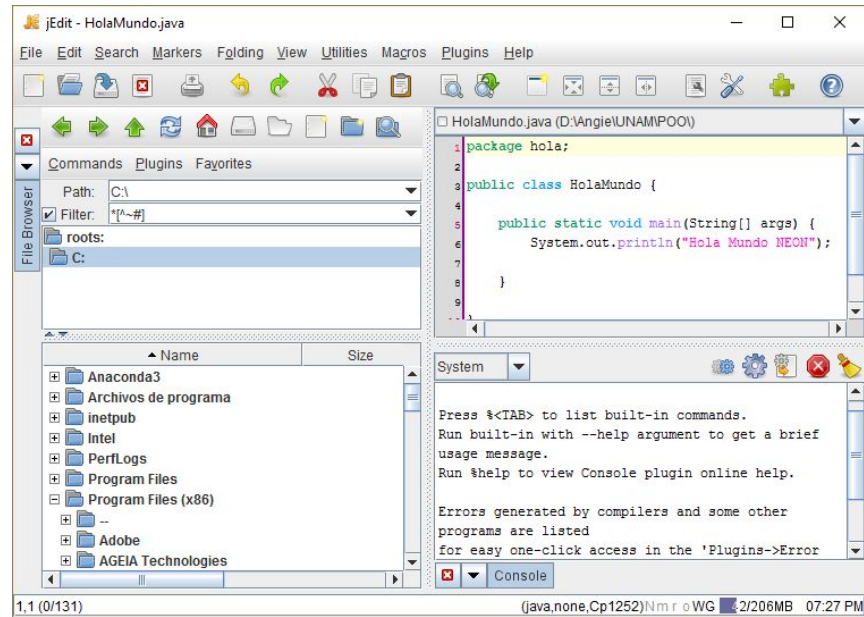 jEdit - HolaMundo.java
File Edit Search Markers Folding View Utilities Macros Plugins Help
File Browser
Commands Plugins Favorites
Path: C:\
Filter: *[^~#]
roots:
C:
Name Size
Anaconda3
Archivos de programa
inetpub
Intel
PerfLogs
Program Files
Program Files (x86)
--
Adobe
AGEIA Technologies
HolaMundo.java (D:\Angie\UNAM\POO\)
1 package hola;
2
3 public class HolaMundo {
4
5 public static void main(String[] args) {
6 System.out.println("Hola Mundo NEON");
7
8 }
9
System
Press %<TAB> to list built-in commands.
Run built-in with --help argument to get a brief
usage message.
Run %help to view Console plugin online help.
Errors generated by compilers and some other
programs are listed
for easy one-click access in the 'Plugins->Error
Console
1,1 (0/131) (java,none,Cp1252)N m r o WG 42/206MB 07:27 PM